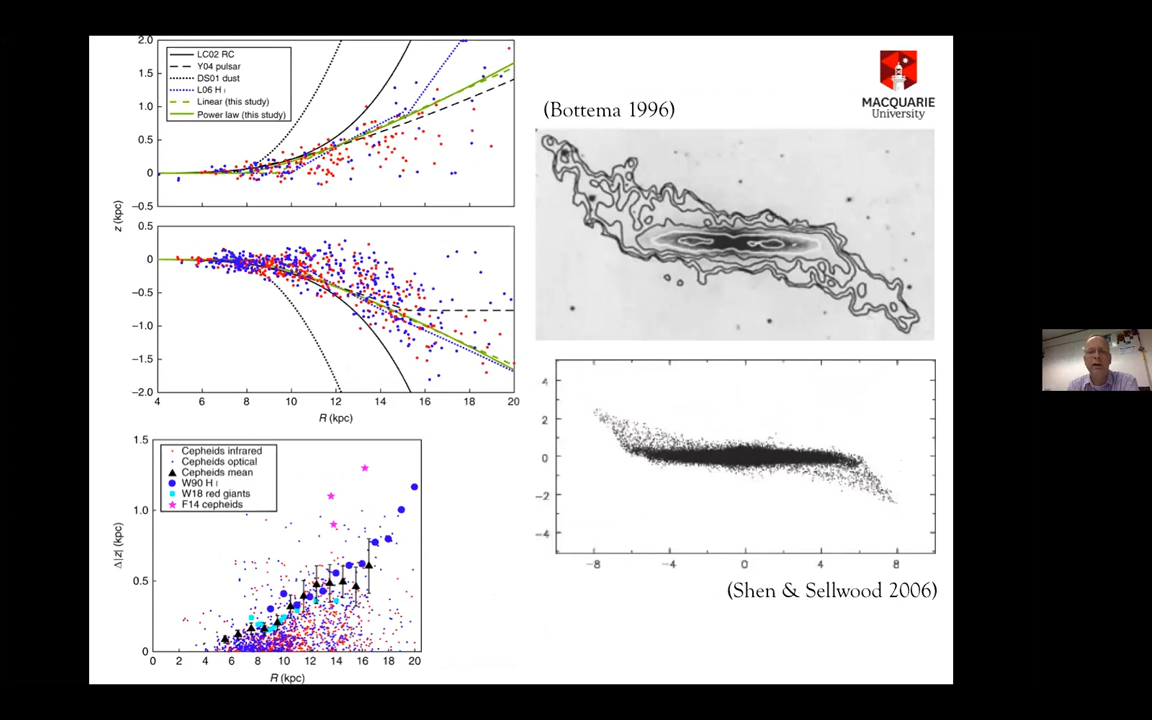 2.0
1.5
1.0
0.5
0
−0.5
LC02 RC
Y04 pulsar
DS01 dust
L06 H I
Linear (this study)
Power law (this study)
z (kpc)
0.5
0
−0.5
−1.0
−1.5
−2.0
4 6 8 10 12 14 16 18 20
R (kpc)
1.5
1.0
0.5
0
Δ|z| (kpc)
Cepheids infrared
Cepheids optical
Cepheids mean
W90 H I
W18 red giants
F14 cepheids
0 2 4 6 8 10 12 14 16 18 20
R (kpc)
MACQUARIE
University
(Bottema 1996)
4
2
0
−2
−4
−8 −4 0 4 8
(Shen & Sellwood 2006)